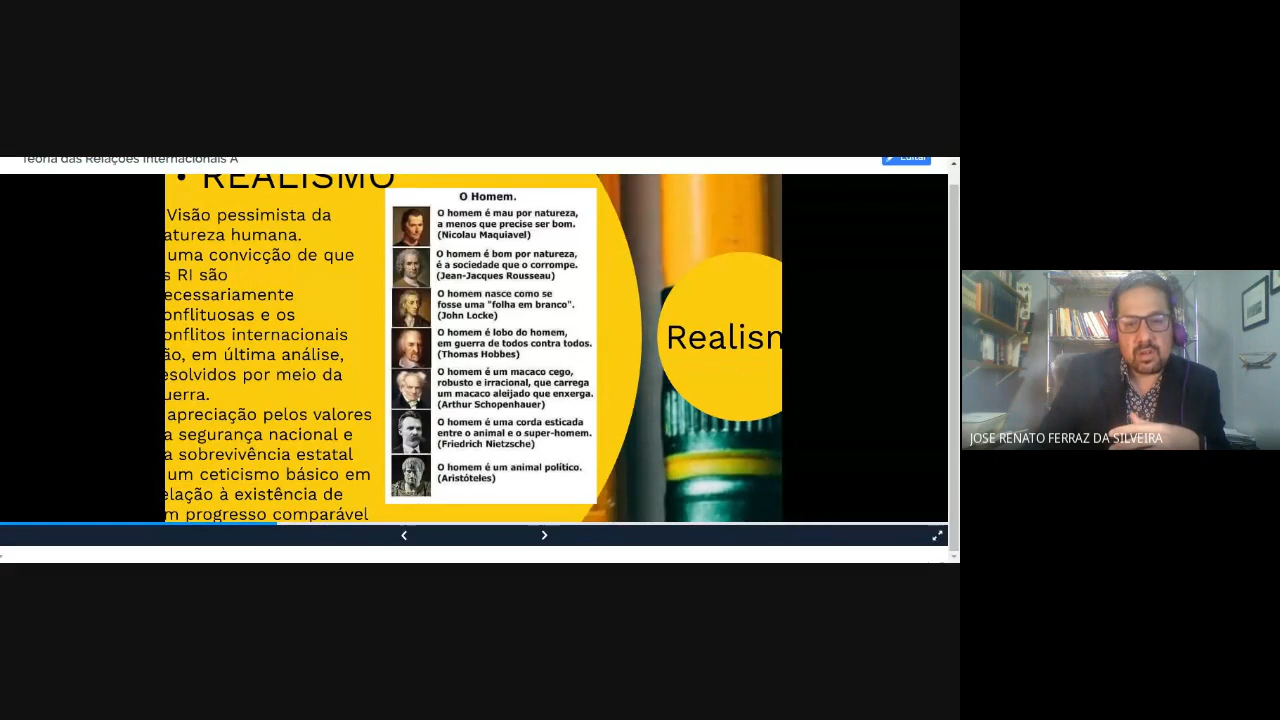 Teoria das Relações Internacionais A
Editar
• REALISMO
Visão pessimista da
atureza humana.
uma convicção de que
s RI são
ecessariamente
onflituosas e os
onflitos internacionais
ão, em última análise,
esolvidos por meio da
uerra.
apreciação pelos valores
a segurança nacional e
a sobrevivência estatal
um ceticismo básico em
elação à existência de
m progresso comparável
O Homem.
O homem é mau por natureza,
a menos que precise ser bom.
(Nicolau Maquiavel)
O homem é bom por natureza,
é a sociedade que o corrompe.
(Jean-Jacques Rousseau)
O homem nasce como se
fosse uma "folha em branco".
(John Locke)
O homem é lobo do homem,
em guerra de todos contra todos.
(Thomas Hobbes)
O homem é um macaco cego,
robusto e irracional, que carrega
um macaco aleijado que enxerga.
(Arthur Schopenhauer)
O homem é uma corda esticada
entre o animal e o super-homem.
(Friedrich Nietzsche)
O homem é um animal político.
(Aristóteles)
Realism
JOSE RENATO FERRAZ DA SILVEIRA